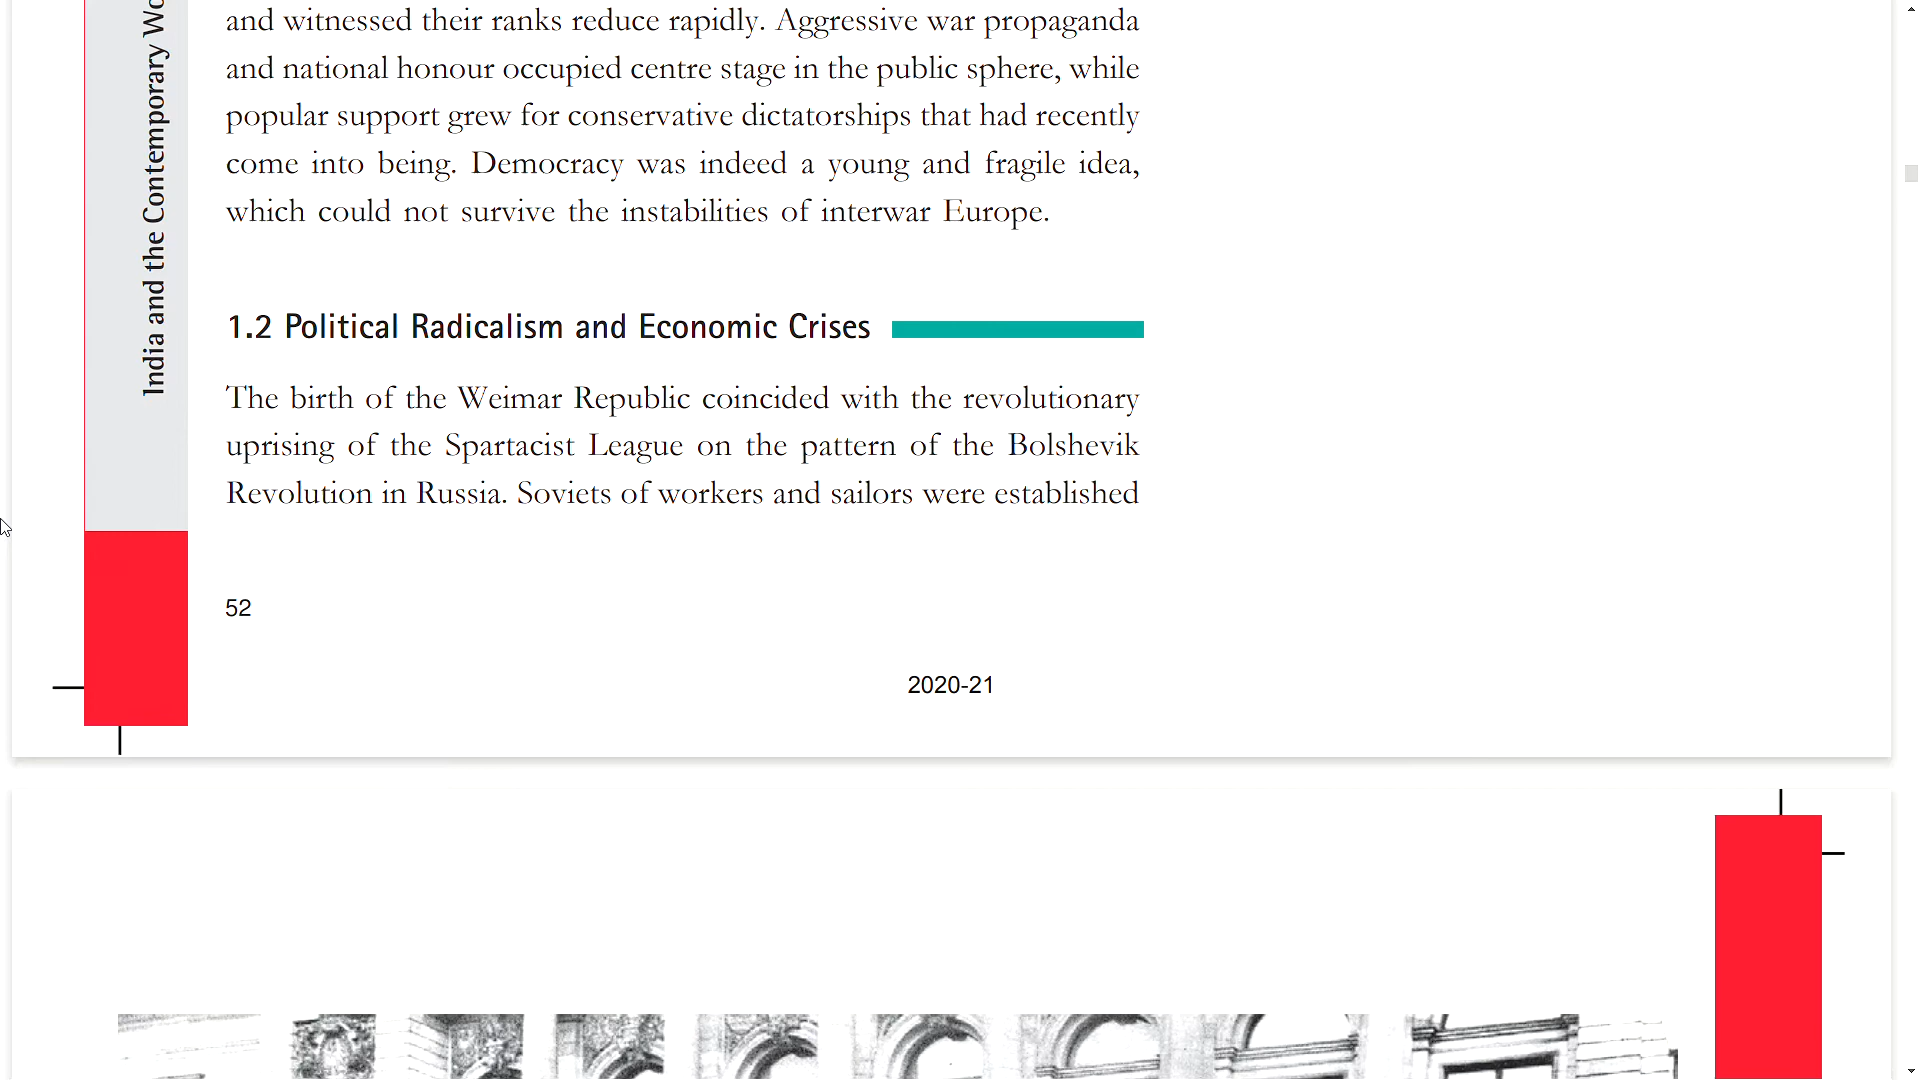 India and the Contemporary Wo
and witnessed their ranks reduce rapidly. Aggressive war propaganda
and national honour occupied centre stage in the public sphere, while
popular support grew for conservative dictatorships that had recently
come into being. Democracy was indeed a young and fragile idea,
which could not survive the instabilities of interwar Europe.
1.2 Political Radicalism and Economic Crises
The birth of the Weimar Republic coincided with the revolutionary
uprising of the Spartacist League on the pattern of the Bolshevik
Revolution in Russia. Soviets of workers and sailors were established
52
2020-21